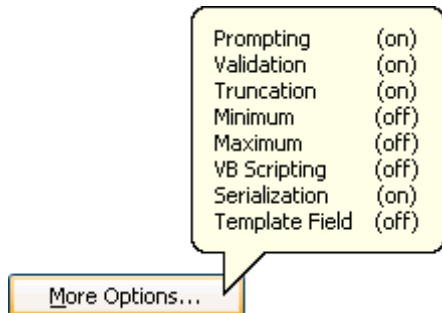 Prompting (on)
Validation (on)
Truncation (on)
Minimum (off)
Maximum (off)
VB Scripting (off)
Serialization (on)
Template Field (off)
More Options...